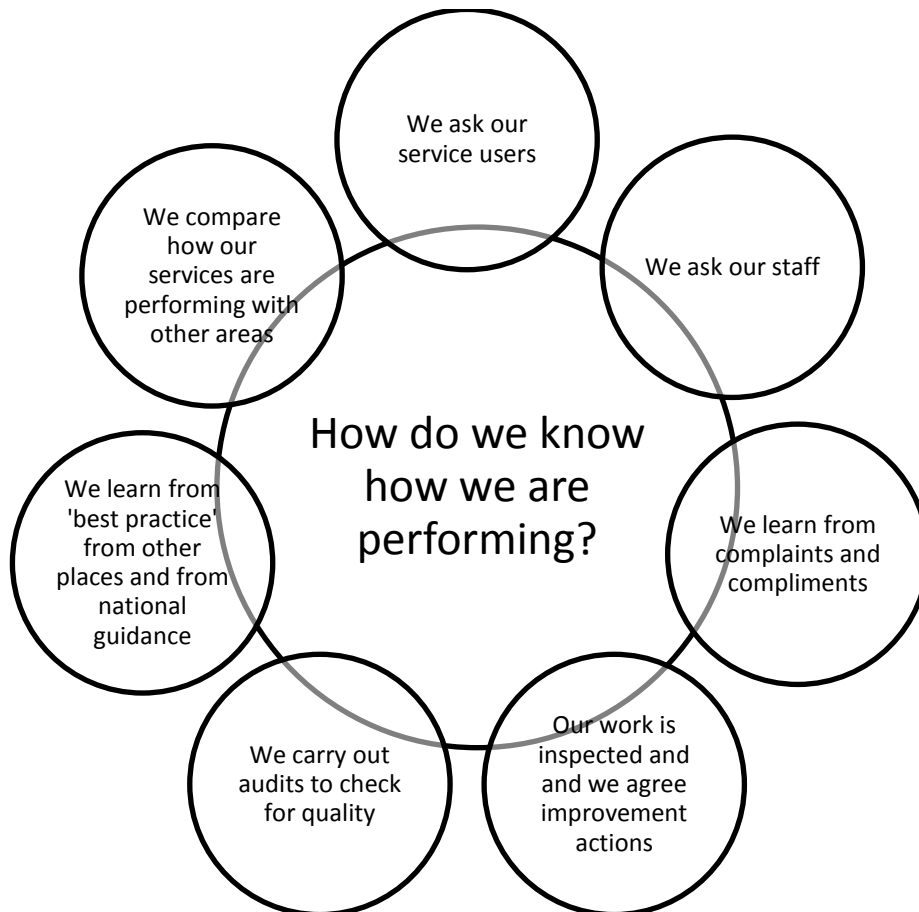 We ask our
service users
We ask our staff
We learn from
complaints and
compliments
Our work is
inspected and
and we agree
improvement
actions
We carry out
audits to check
for quality
We learn from
'best practice'
from other
places and from
national
guidance
We compare
how our
services are
performing with
other areas
How do we know
how we are
performing?